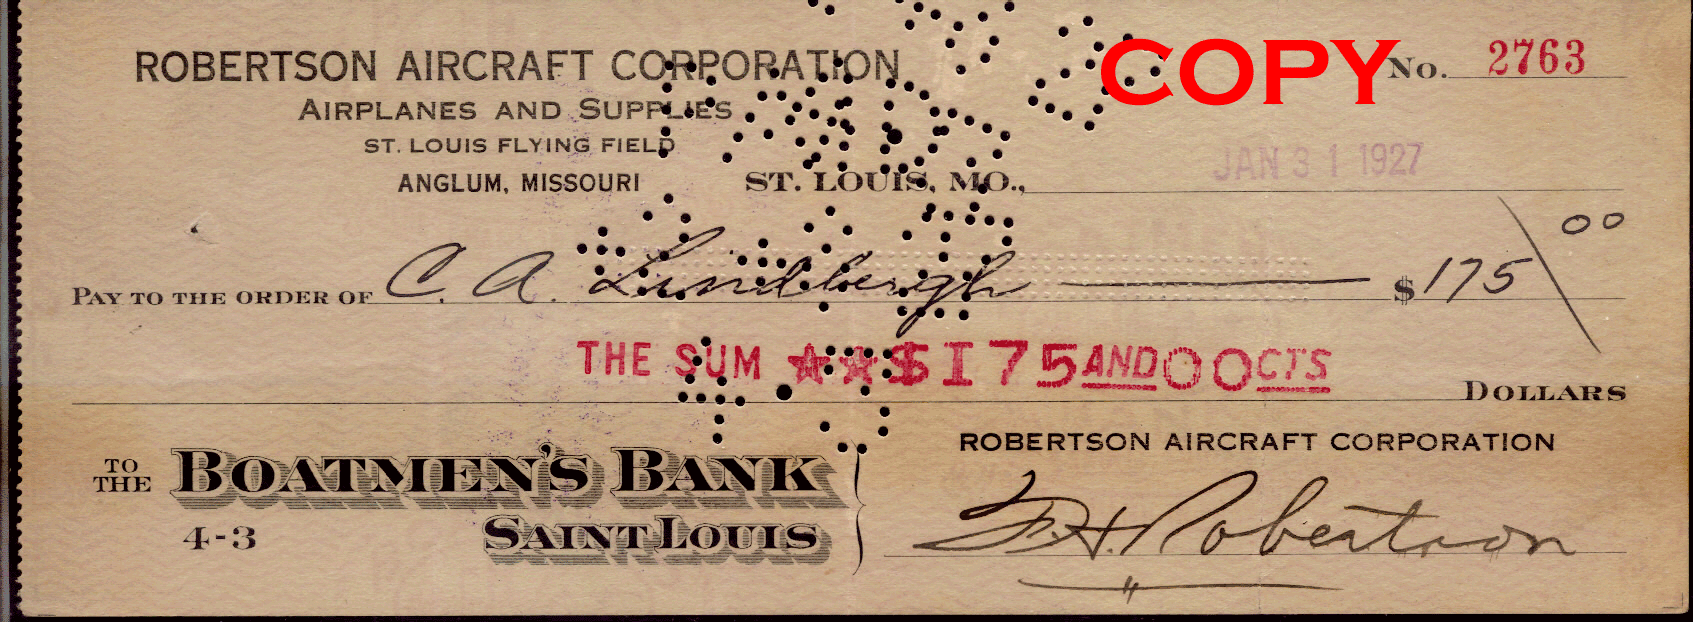 ROBERTSON AIRCRAFT CORPORATION
COPY
No. 2763
AIRPLANES AND SUPPLIES
ST. LOUIS FLYING FIELD
ANGLUM, MISSOURI
ST. LOUIS, MO., JAN 31 1927
PAY TO THE ORDER OF C. A. Lindbergh $175 00
THE SUM ★★$175AND00CTS
DOLLARS
TO THE BOATMEN'S BANK
4-3 SAINT LOUIS
ROBERTSON AIRCRAFT CORPORATION
F.H. Robertson